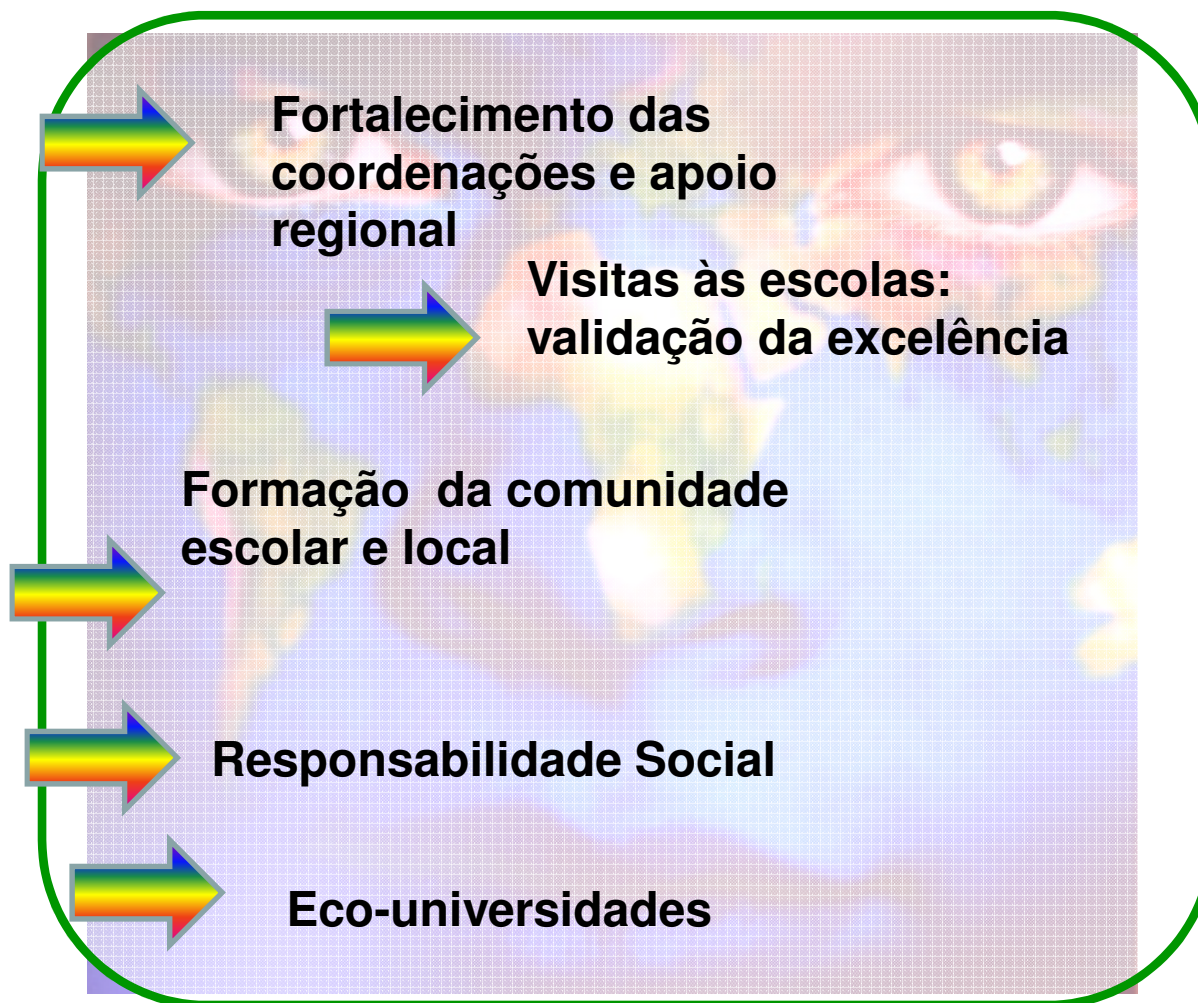 Fortalecimento das
coordenações e apoio
regional
Visitas às escolas:
validação da excelência
Formação da comunidade
escolar e local
Responsabilidade Social
Eco-universidades